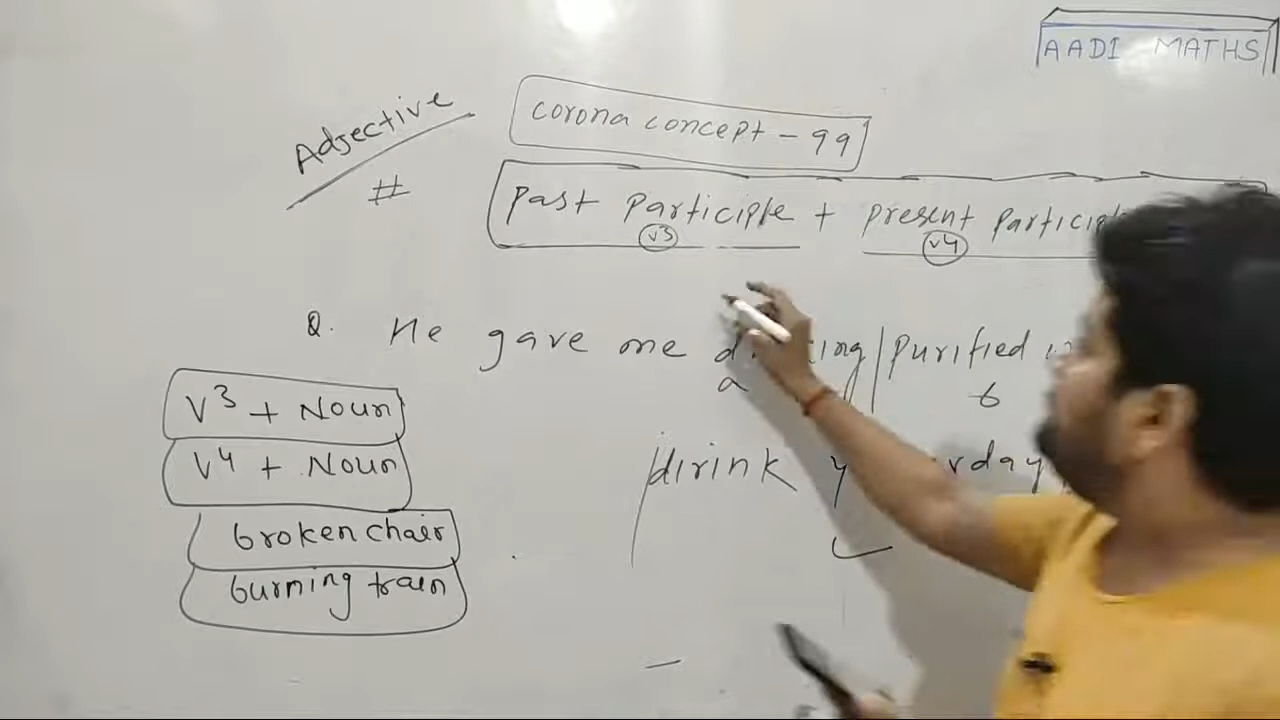 AADI MATHS
Adjective
#
corona concept - 99
past participle + present
V3 V4
Q. He gave me purified
a b
drink
V3 + Noun
V4 + Noun
broken chair
burning train